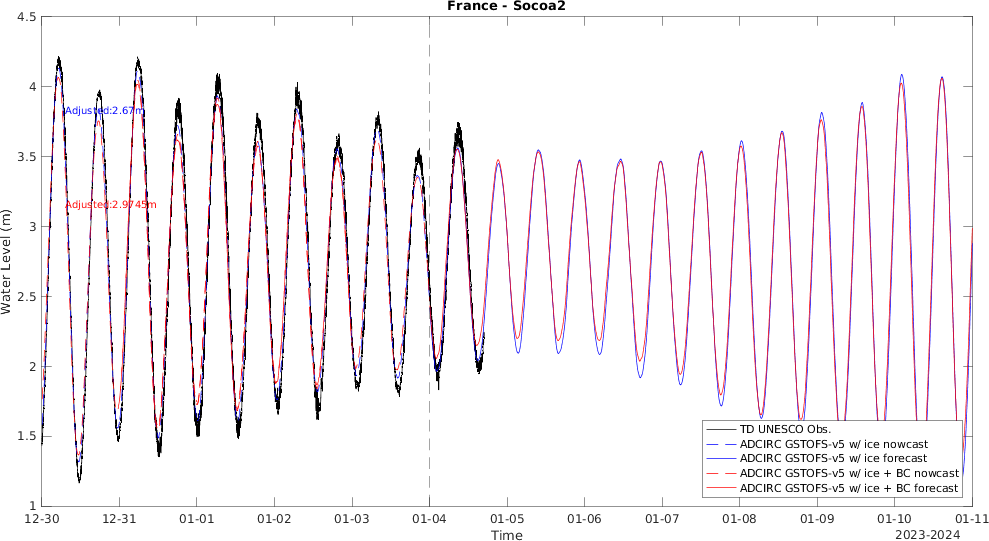 France - Socoa2
4.5
4
3.5
3
2.5
2
1.5
1
Water Level (m)
Adjusted:2.67m
Adjusted:2.9745m
TD UNESCO Obs.
ADCIRC GSTOFS-v5 w/ ice nowcast
ADCIRC GSTOFS-v5 w/ ice forecast
ADCIRC GSTOFS-v5 w/ ice + BC nowcast
ADCIRC GSTOFS-v5 w/ ice + BC forecast
12-30 12-31 01-01 01-02 01-03 01-04 01-05 01-06 01-07 01-08 01-09 01-10 01-11
Time
2023-2024